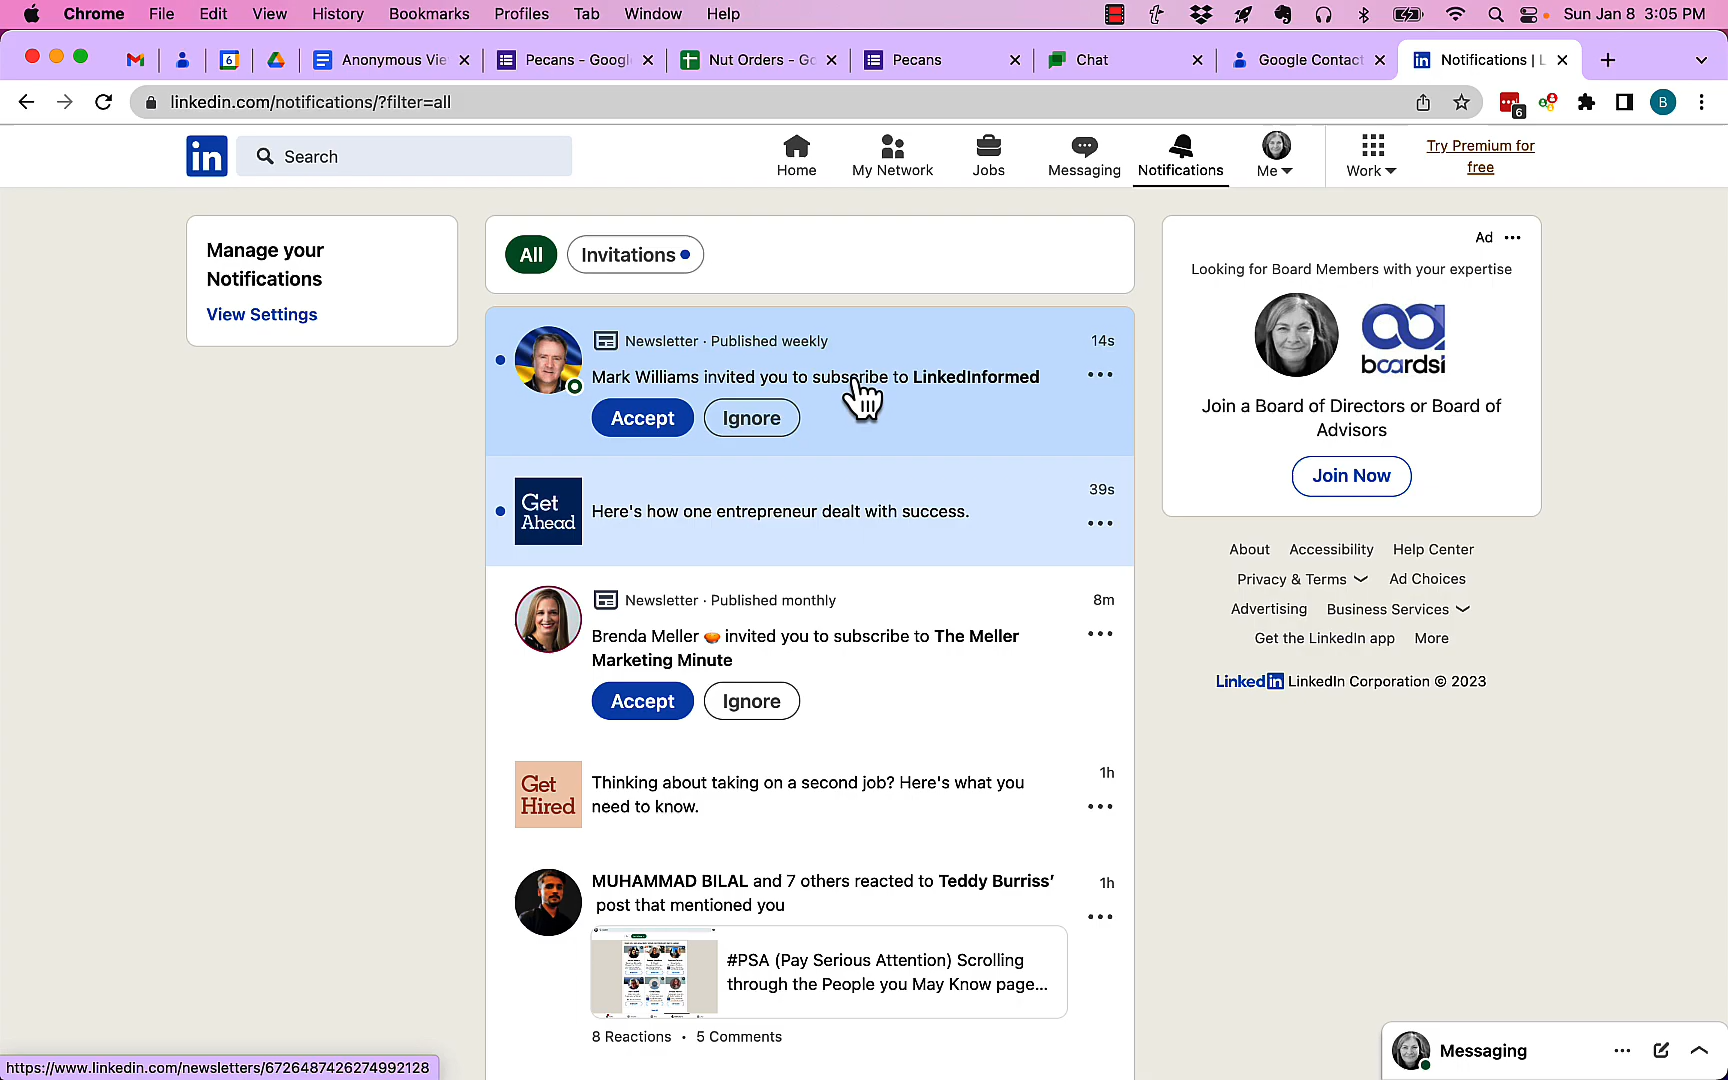 Chrome File Edit View History Bookmarks Profiles Tab Window Help Sun Jan 8 3:05 PM
6 Anonymous Vie Pecans - Googl Nut Orders - Go Pecans Chat Google Contact Notifications | L
linkedin.com/notifications/?filter=all 6 B
in Search Home My Network Jobs Messaging Notifications Me Work Try Premium for
free
Manage your
Notifications
View Settings
All Invitations
Newsletter · Published weekly 14s
Mark Williams invited you to subscribe to LinkedInformed
Accept Ignore
Get
Ahead
Here's how one entrepreneur dealt with success. 39s
Newsletter · Published monthly 8m
Brenda Meller invited you to subscribe to The Meller
Marketing Minute
Accept Ignore
Get
Hired
Thinking about taking on a second job? Here's what you 1h
need to know.
MUHAMMAD BILAL and 7 others reacted to Teddy Burriss' 1h
post that mentioned you
#PSA (Pay Serious Attention) Scrolling
through the People you May Know page...
8 Reactions • 5 Comments
Ad
Looking for Board Members with your expertise
boardsi
Join a Board of Directors or Board of
Advisors
Join Now
About Accessibility Help Center
Privacy & Terms Ad Choices
Advertising Business Services
Get the LinkedIn app More
LinkedIn LinkedIn Corporation © 2023
Messaging
https://www.linkedin.com/newsletters/6726487426274992128